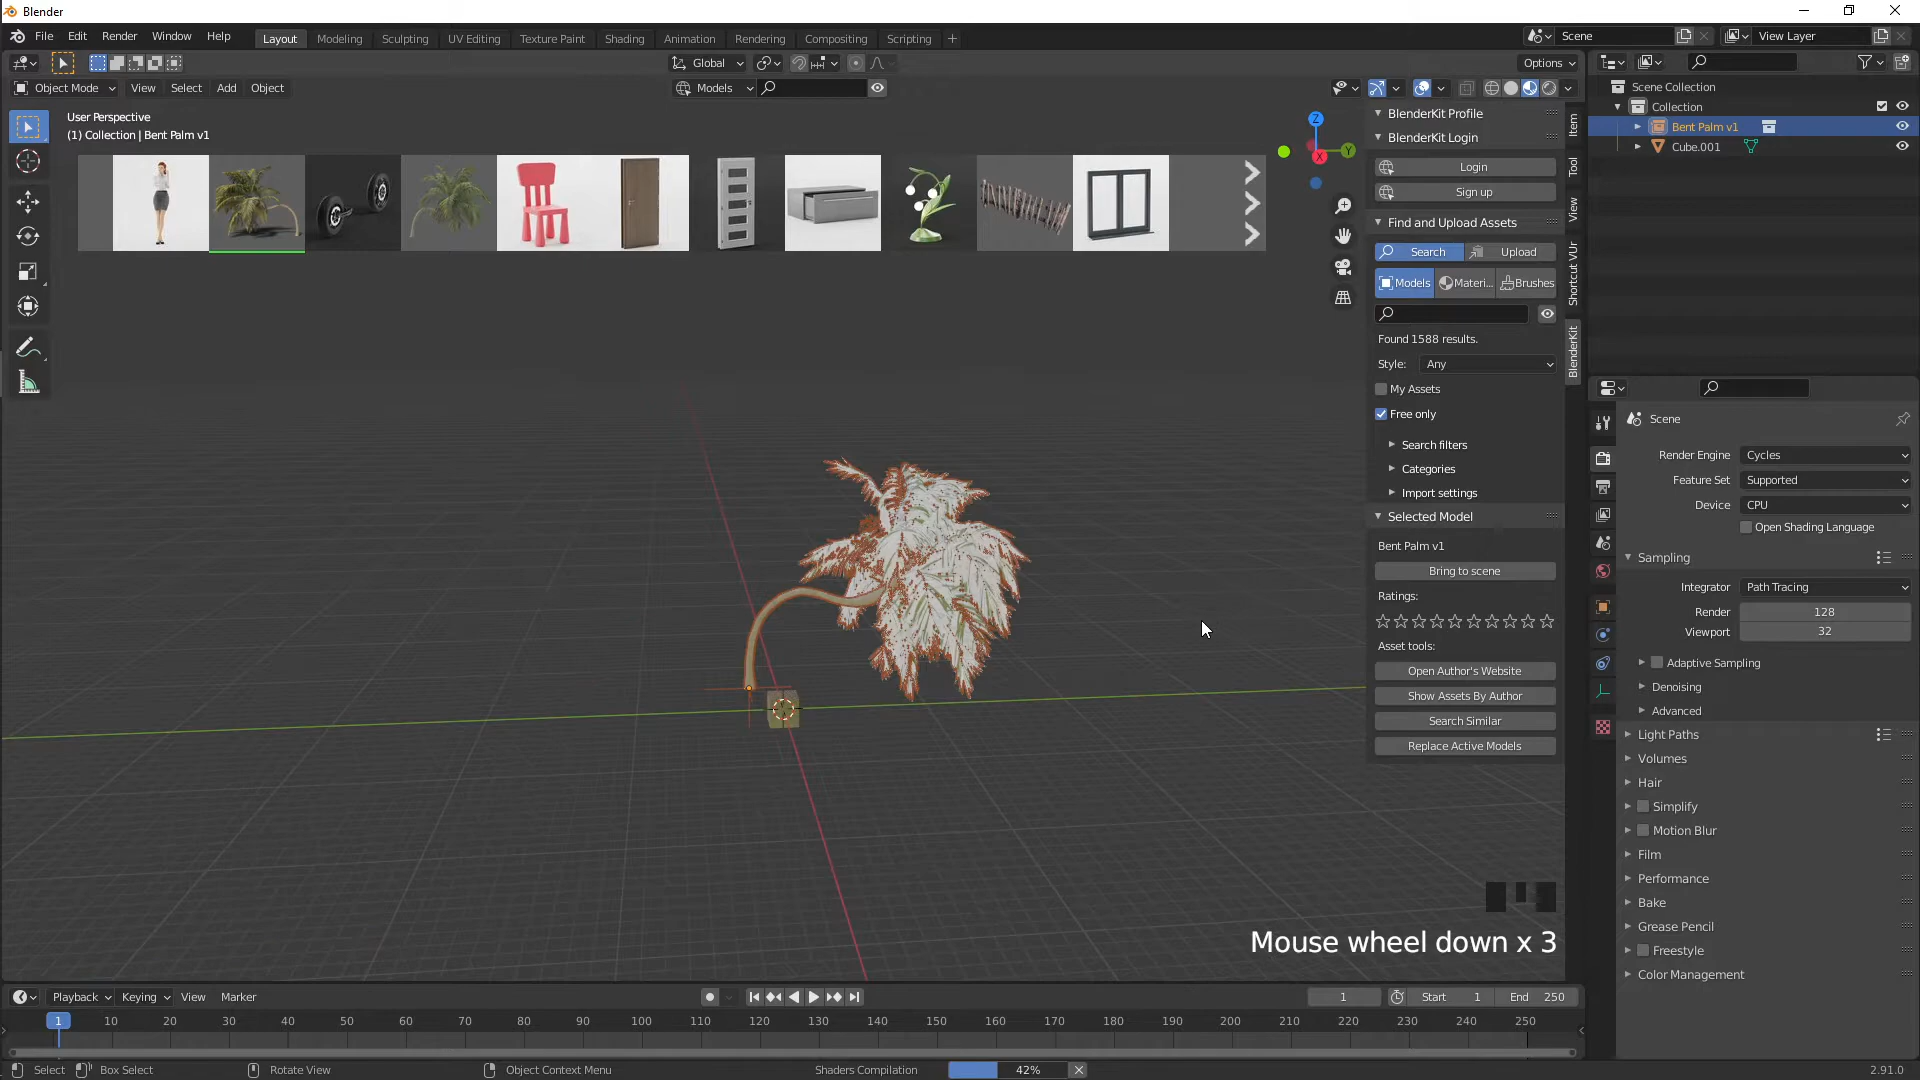 Blender
File Edit Render Window Help
Layout Modeling Sculpting UV Editing Texture Paint Shading Animation Rendering Compositing Scripting +
Scene
View Layer
Global
Options
Object Mode View Select Add Object
Models
User Perspective
(1) Collection | Bent Palm v1
Z
Y
X
BlenderKit Profile
BlenderKit Login
Login
Sign up
Find and Upload Assets
Search Upload
Models Materi... Brushes
Found 1588 results.
Style: Any
My Assets
Free only
Search filters
Categories
Import settings
Selected Model
Bent Palm v1
Bring to scene
Ratings:
Asset tools:
Open Author's Website
Show Assets By Author
Search Similar
Replace Active Models
Item
Tool
View
Shortcut VUr
BlenderKit
Scene Collection
Collection
Bent Palm v1
Cube.001
Scene
Render Engine Cycles
Feature Set Supported
Device CPU
Open Shading Language
Sampling
Integrator Path Tracing
Render 128
Viewport 32
Adaptive Sampling
Denoising
Advanced
Light Paths
Volumes
Hair
Simplify
Motion Blur
Film
Performance
Bake
Grease Pencil
Freestyle
Color Management
Mouse wheel down x 3
Playback Keying View Marker
1 Start 1 End 250
1 10 20 30 40 50 60 70 80 90 100 110 120 130 140 150 160 170 180 190 200 210 220 230 240 250
Select Box Select Rotate View Object Context Menu Shaders Compilation 42% 2.91.0